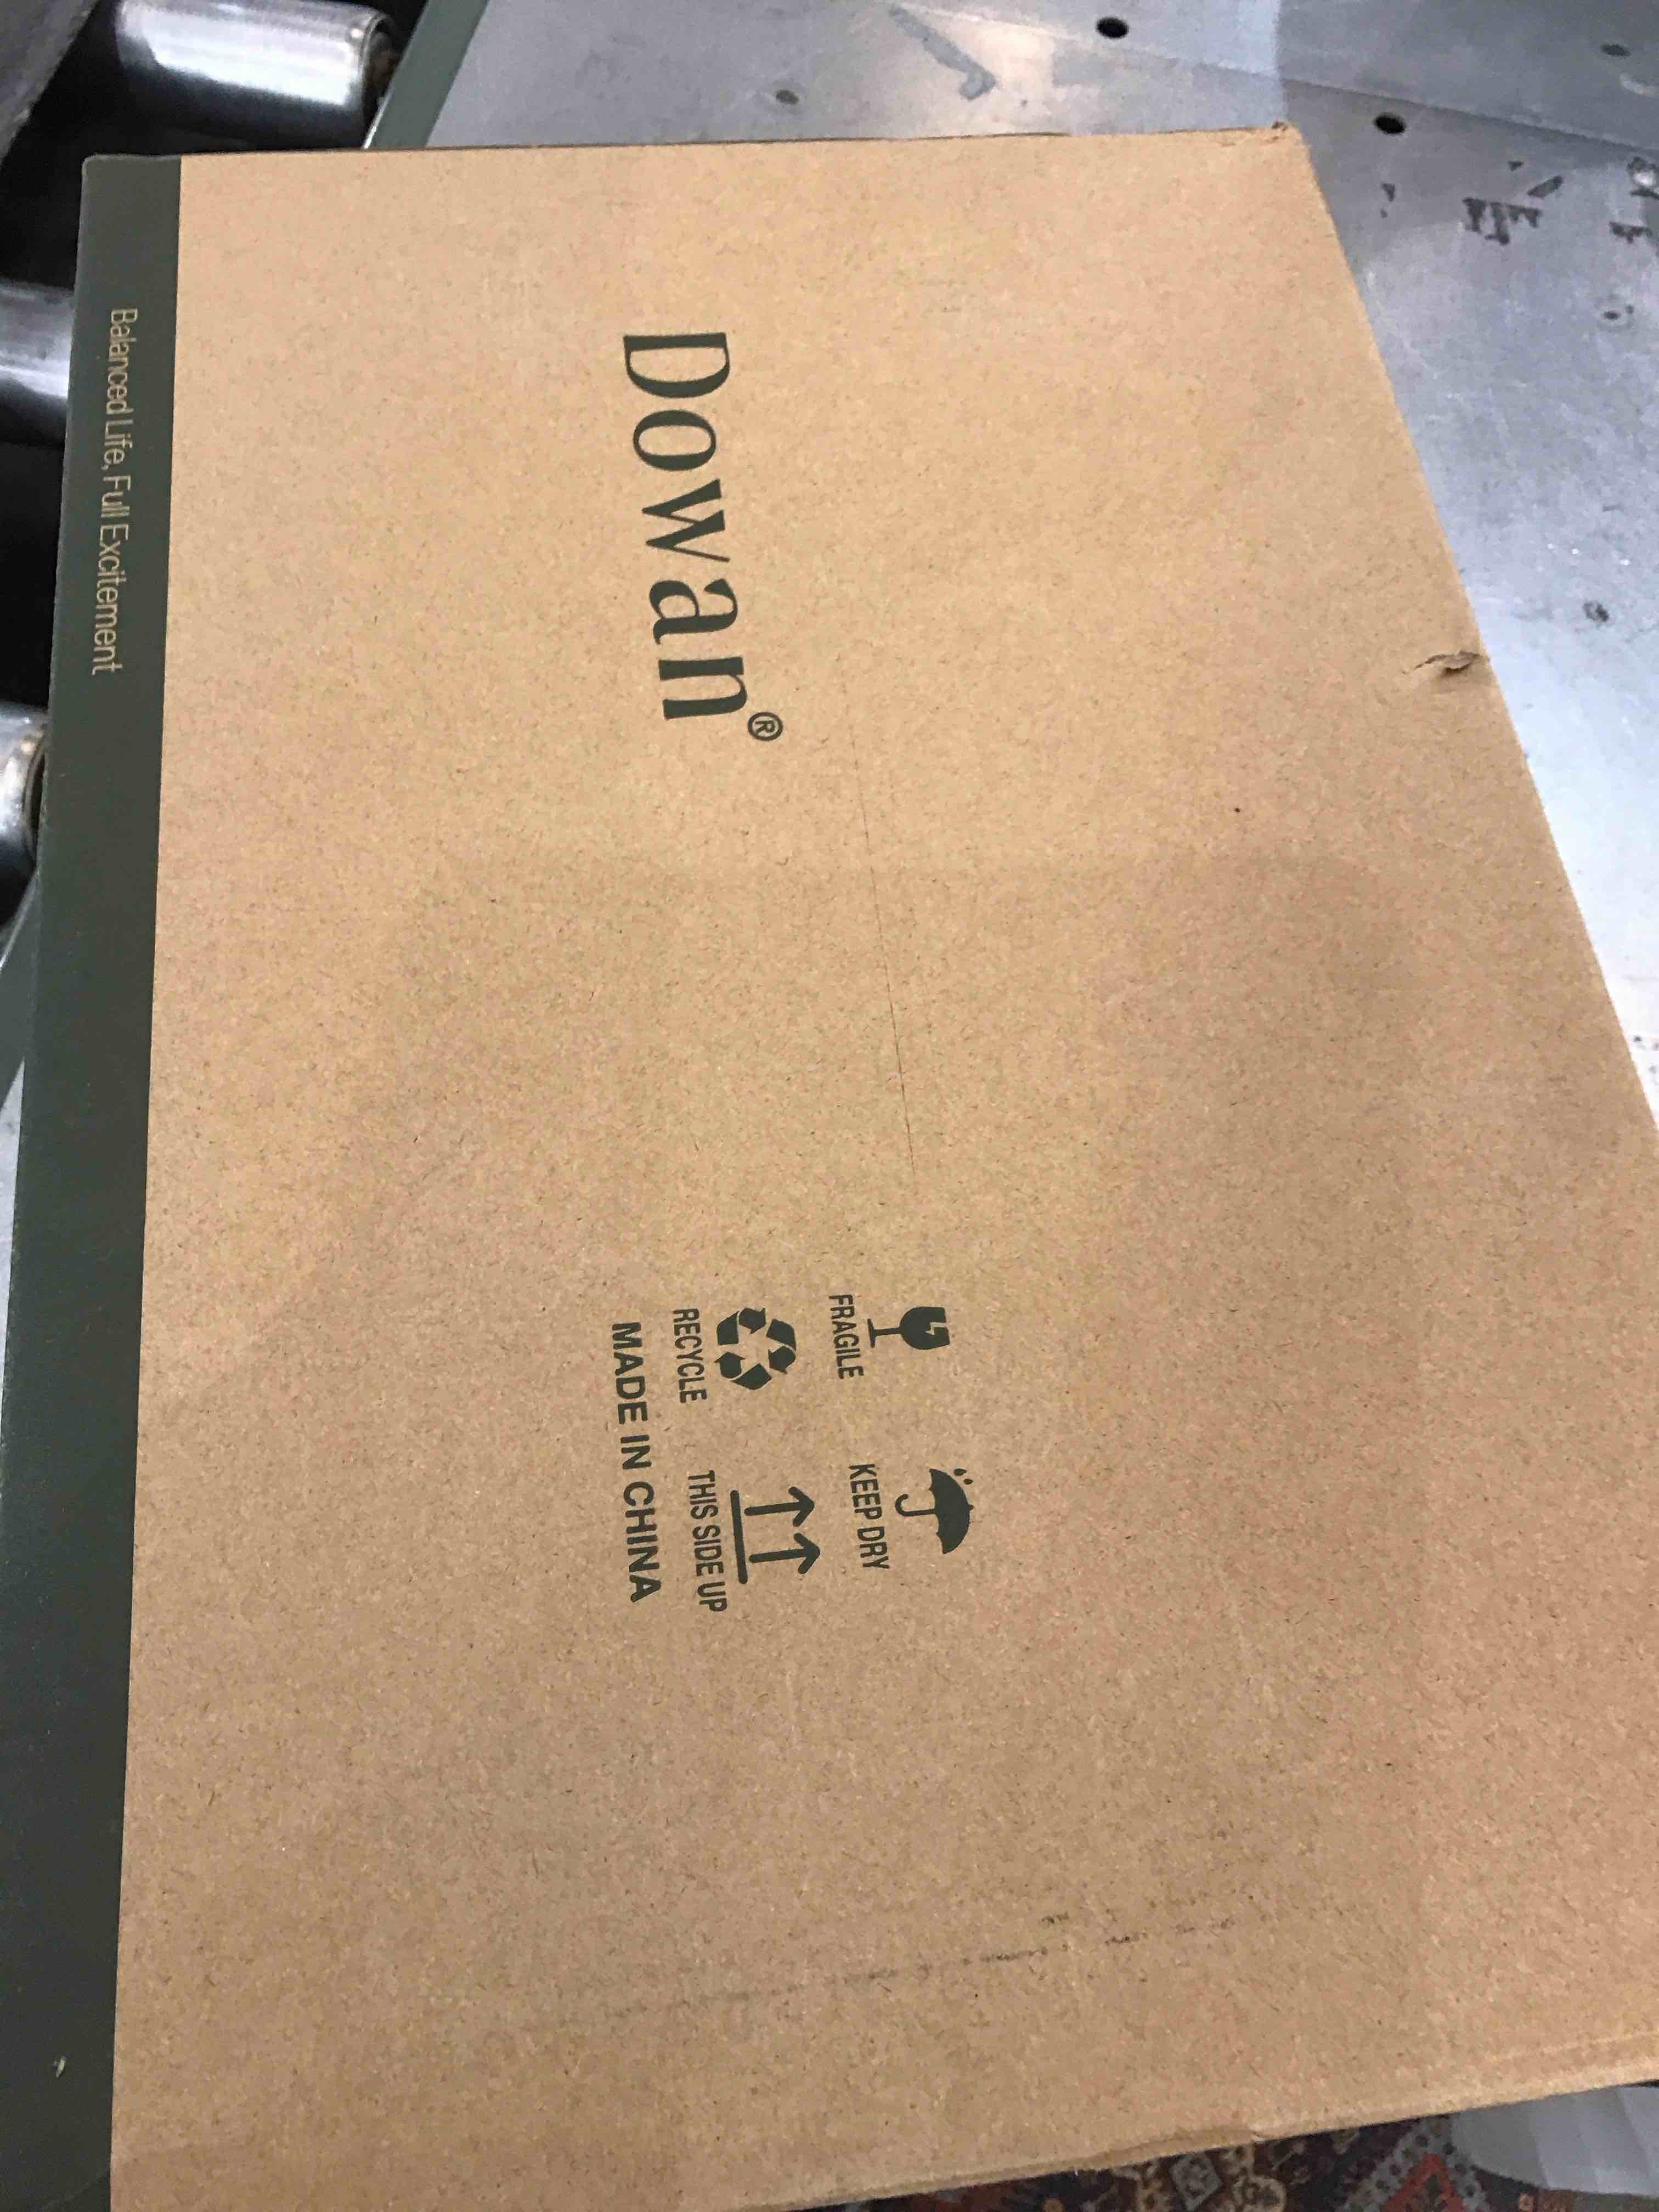 Dowan®
FRAGILE
KEEP DRY
RECYCLE
THIS SIDE UP
MADE IN CHINA
Balanced Life, Full Excitement